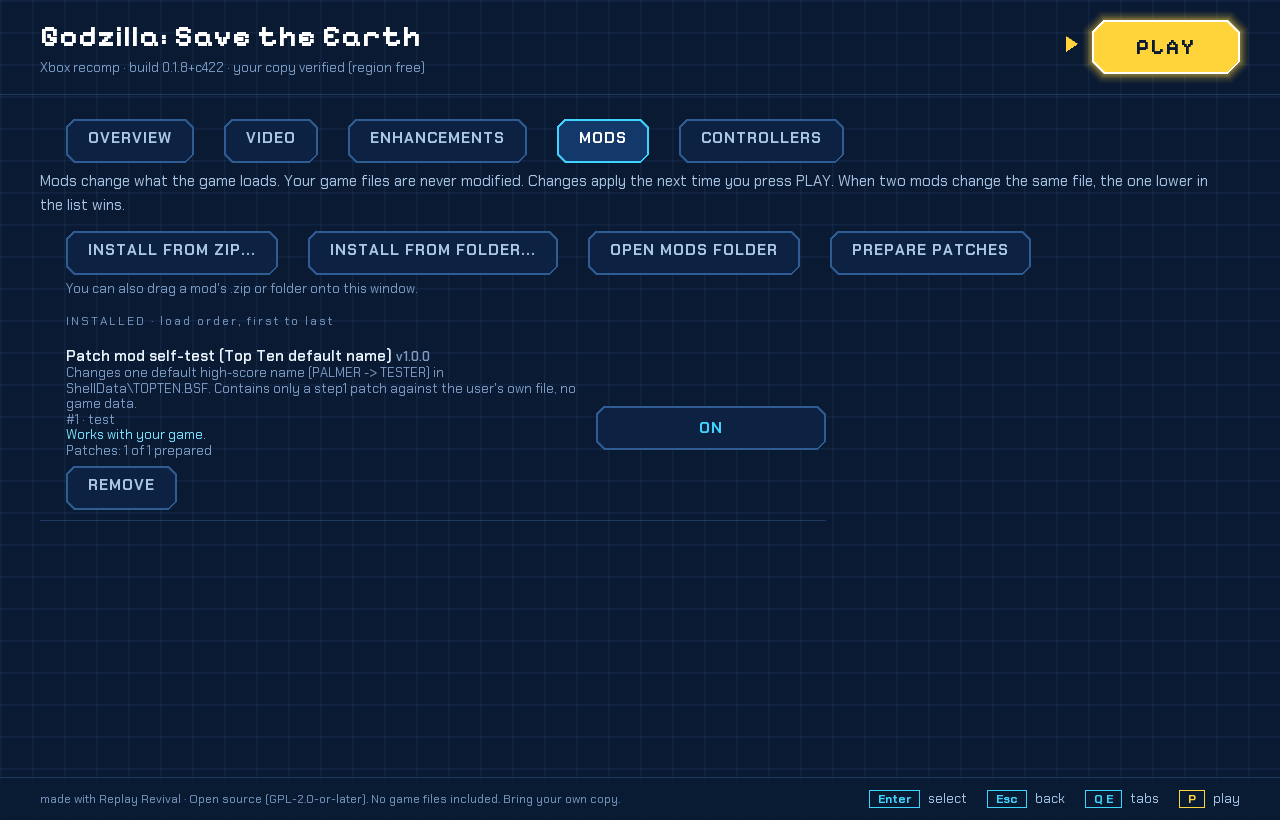 Godzilla: Save the Earth
Xbox recomp · build 0.1.8+c422 · your copy verified (region free)
PLAY
OVERVIEW
VIDEO
ENHANCEMENTS
MODS
CONTROLLERS
Mods change what the game loads. Your game files are never modified. Changes apply the next time you press PLAY. When two mods change the same file, the one lower in
the list wins.
INSTALL FROM ZIP...
INSTALL FROM FOLDER...
OPEN MODS FOLDER
PREPARE PATCHES
You can also drag a mod's .zip or folder onto this window.
INSTALLED · load order, first to last
Patch mod self-test (Top Ten default name) v1.0.0
Changes one default high-score name (PALMER -> TESTER) in
ShellData\TOPTEN.BSF. Contains only a step1 patch against the user's own file, no
game data.
#1 · test
Works with your game.
Patches: 1 of 1 prepared
ON
REMOVE
made with Replay Revival · Open source (GPL-2.0-or-later). No game files included. Bring your own copy.
Enter select Esc back Q E tabs P play